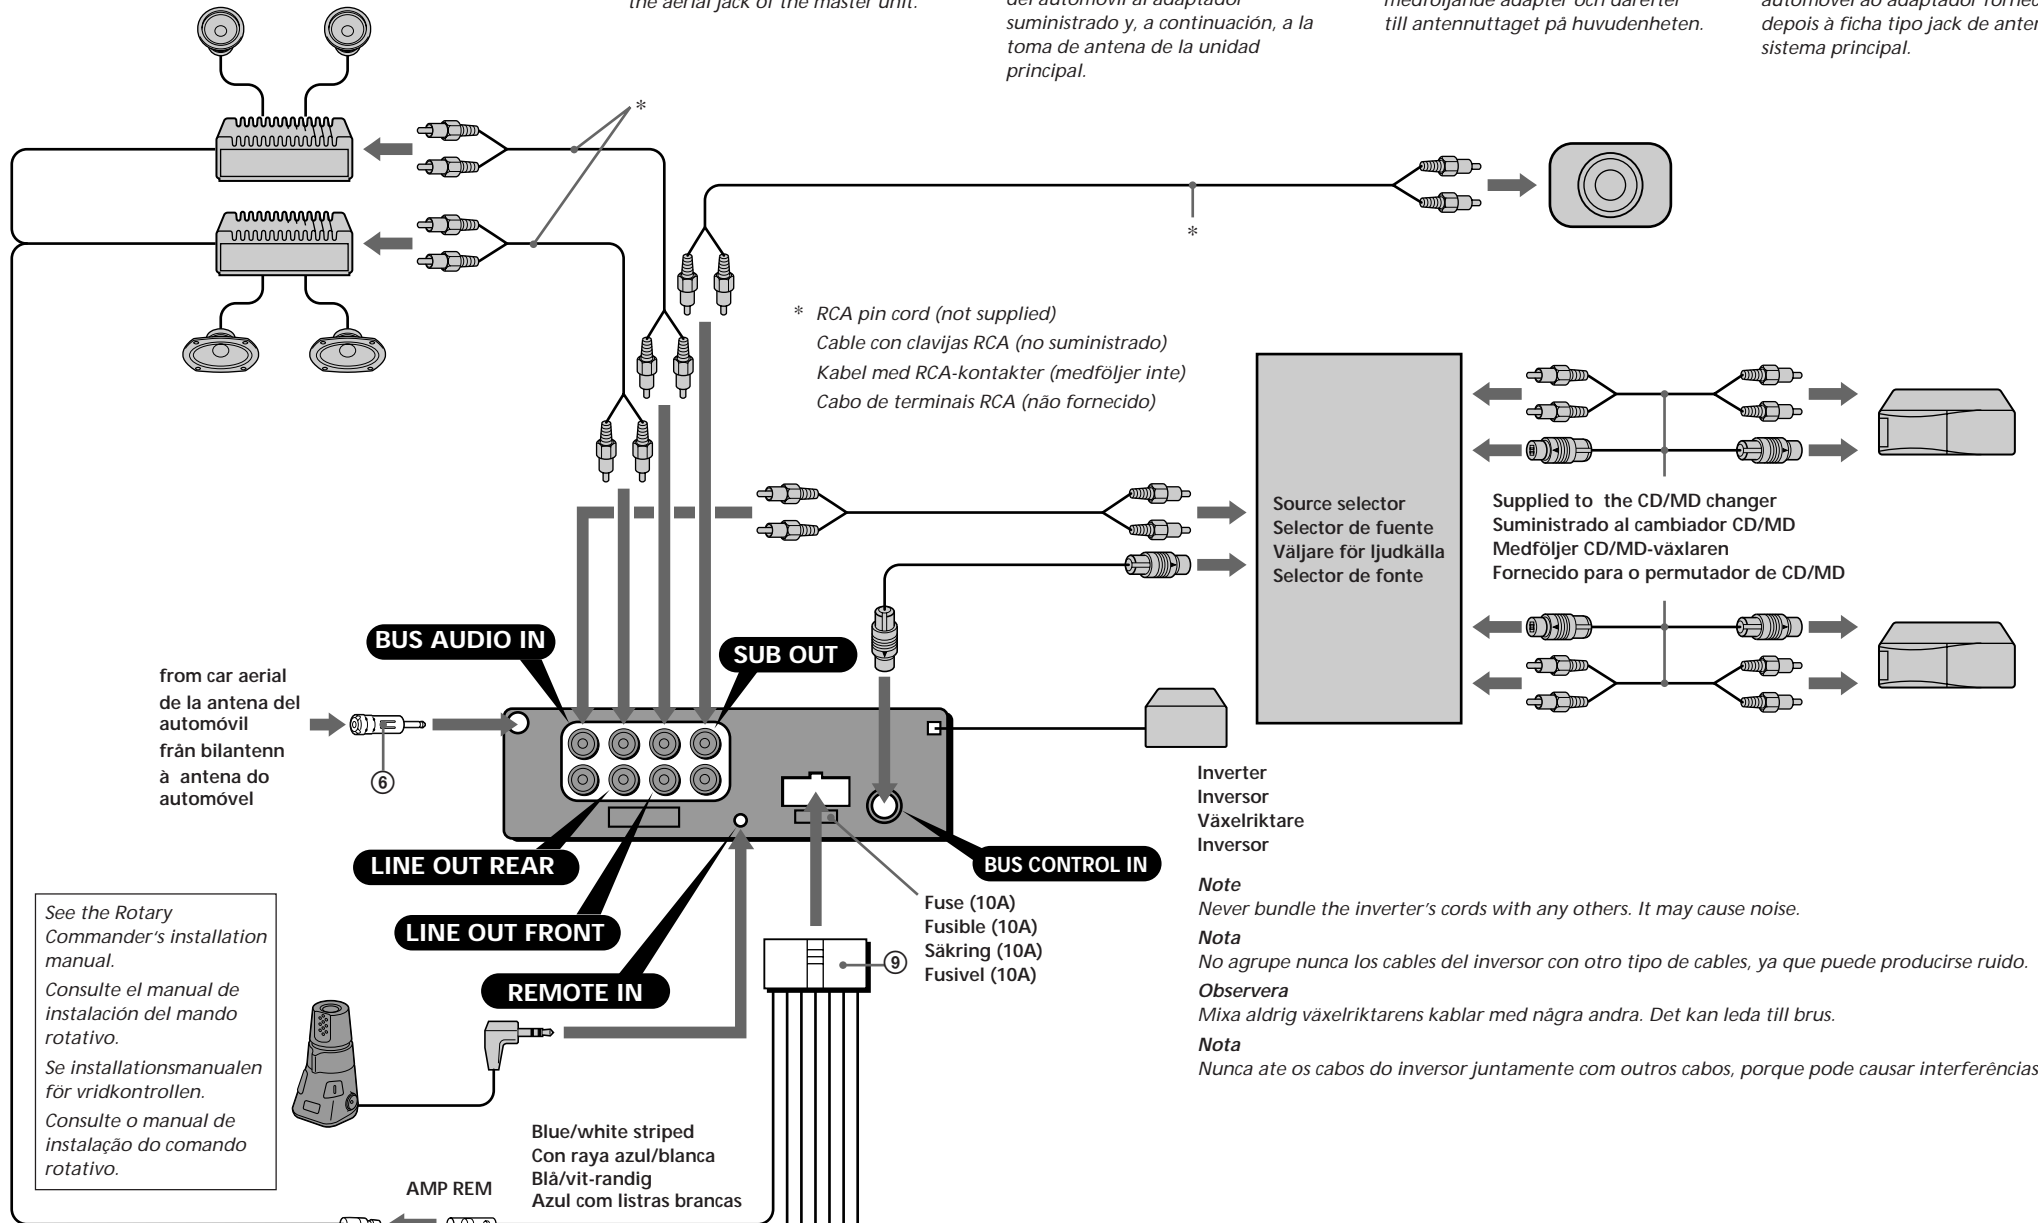 the aerial jack of the master unit.
del automóvil al adaptador
suministrado y, a continuación, a la
toma de antena de la unidad
principal.
medföljande adapter och därefter
till antennuttaget på huvudenheten.
automóvel ao adaptador
depois à ficha tipo jack de
sistema principal.
*
*
* RCA pin cord (not supplied)
Cable con clavijas RCA (no suministrado)
Kabel med RCA-kontakter (medföljer inte)
Cabo de terminais RCA (não fornecido)
Source selector
Selector de fuente
Väljare för ljudkälla
Selector de fonte
Supplied to the CD/MD changer
Suministrado al cambiador CD/MD
Medföljer CD/MD-växlaren
Fornecido para o permutador de CD/MD
BUS AUDIO IN
SUB OUT
from car aerial
de la antena del
automóvil
från bilantenn
à antena do
automóvel
⑥
Inverter
Inversor
Växelriktare
Inversor
LINE OUT REAR
BUS CONTROL IN
LINE OUT FRONT
REMOTE IN
Fuse (10A)
Fusible (10A)
Säkring (10A)
Fusivel (10A)
⑨
Note
Never bundle the inverter's cords with any others. It may cause noise.
Nota
No agrupe nunca los cables del inversor con otro tipo de cables, ya que puede producirse ruido.
Observera
Mixa aldrig växelriktarens kablar med några andra. Det kan leda till brus.
Nota
Nunca ate os cabos do inversor juntamente com outros cabos, porque pode causar interferências
See the Rotary
Commander's installation
manual.
Consulte el manual de
instalación del mando
rotativo.
Se installationsmanualen
för vridkontrollen.
Consulte o manual de
instalação do comando
rotativo.
Blue/white striped
Con raya azul/blanca
Blå/vit-randig
Azul com listras brancas
AMP REM